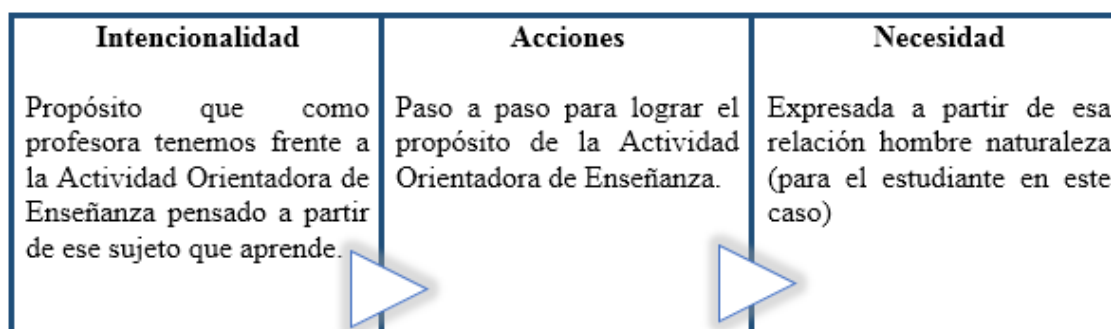 Intencionalidad
Propósito que como
profesora tenemos frente a
la Actividad Orientadora de
Enseñanza pensado a partir
de ese sujeto que aprende.
Acciones
Paso a paso para lograr el
propósito de la Actividad
Orientadora de Enseñanza.
Necesidad
Expresada a partir de esa
relación hombre naturaleza
(para el estudiante en este
caso)